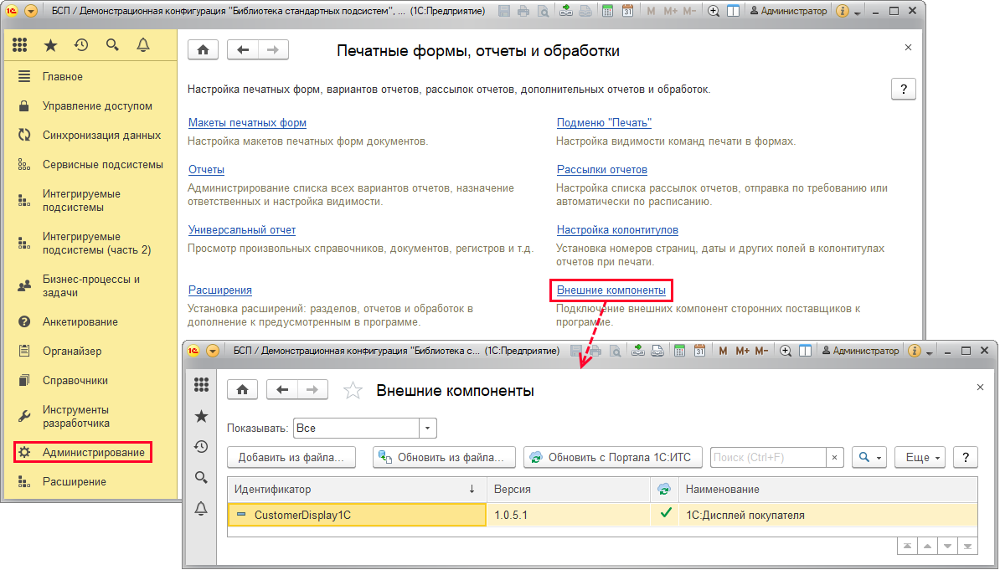 БСП / Демонстрационная конфигурация "Библиотека стандартных подсистем", ... (1С:Предприятие)
M M+ M-
Администратор
Главное
Управление доступом
Синхронизация данных
Сервисные подсистемы
Интегрируемые
подсистемы
Интегрируемые
подсистемы (часть 2)
Бизнес-процессы и
задачи
Анкетирование
Органайзер
Справочники
Инструменты
разработчика
Администрирование
Расширение
Печатные формы, отчеты и обработки
Настройка печатных форм, вариантов отчетов, рассылок отчетов, дополнительных отчетов и обработок.
?
Макеты печатных форм
Настройка макетов печатных форм документов.
Подменю "Печать"
Настройка видимости команд печати в формах.
Отчеты
Администрирование списка всех вариантов отчетов, назначение
ответственных и настройка видимости.
Рассылки отчетов
Настройка списка рассылок отчетов, отправка по требованию или
автоматически по расписанию.
Универсальный отчет
Просмотр произвольных справочников, документов, регистров и т.д.
Настройка колонтитулов
Установка номеров страниц, даты и других полей в колонтитулах
отчетов при печати.
Расширения
Установка расширений: разделов, отчетов и обработок в
дополнение к предусмотренным в программе.
Внешние компоненты
Подключение внешних компонент сторонних поставщиков к
программе.
БСП / Демонстрационная конфигурация "Библиотека с... (1С:Предприятие)
M M+ M-
Администратор
Внешние компоненты
Показывать: Все
Добавить из файла...
Обновить из файла...
Обновить с Портала 1С:ИТС
Поиск (Ctrl+F)
Еще
?
Идентификатор
Версия
Наименование
CustomerDisplay1C
1.0.5.1
1С:Дисплей покупателя